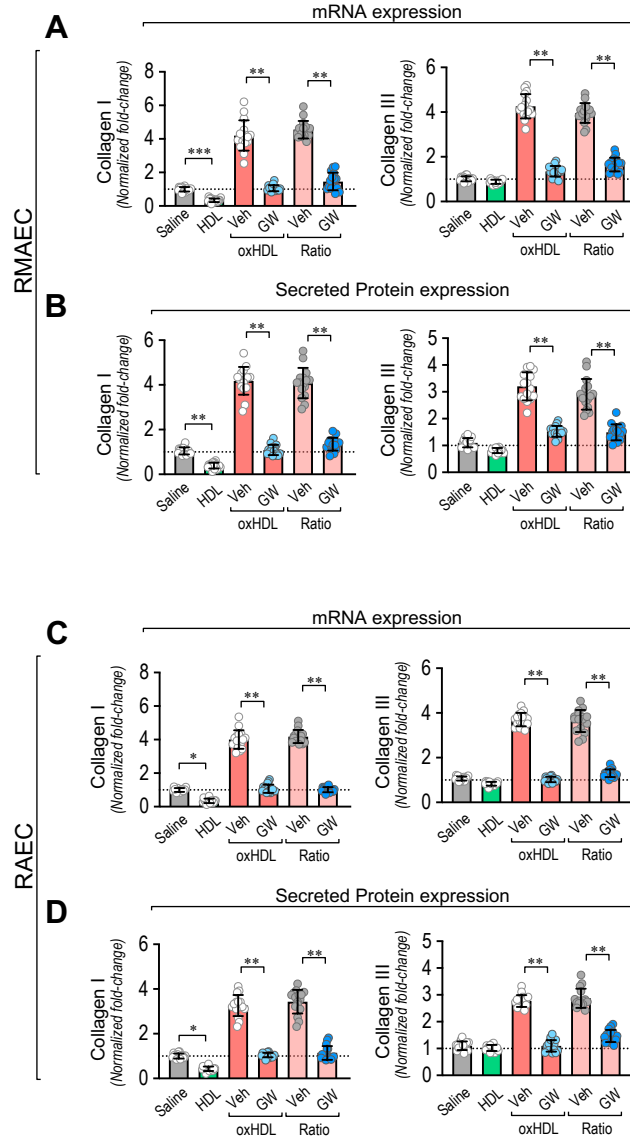 A
mRNA expression
RMAEC
Collagen I
(Normalized fold-change)
8
6
4
2
0
***
**
**
Saline
HDL
Veh
GW
Veh
GW
oxHDL
Ratio
Collagen III
(Normalized fold-change)
6
4
2
0
**
**
Saline
HDL
Veh
GW
Veh
GW
oxHDL
Ratio
B
Secreted Protein expression
Collagen I
(Normalized fold-change)
6
4
2
0
**
**
**
Saline
HDL
Veh
GW
Veh
GW
oxHDL
Ratio
Collagen III
(Normalized fold-change)
5
4
3
2
1
0
**
**
Saline
HDL
Veh
GW
Veh
GW
oxHDL
Ratio
C
mRNA expression
RAEC
Collagen I
(Normalized fold-change)
8
6
4
2
0
*
**
**
Saline
HDL
Veh
GW
Veh
GW
oxHDL
Ratio
Collagen III
(Normalized fold-change)
6
4
2
0
**
**
Saline
HDL
Veh
GW
Veh
GW
oxHDL
Ratio
D
Secreted Protein expression
Collagen I
(Normalized fold-change)
6
4
2
0
*
**
**
Saline
HDL
Veh
GW
Veh
GW
oxHDL
Ratio
Collagen III
(Normalized fold-change)
5
4
3
2
1
0
**
**
Saline
HDL
Veh
GW
Veh
GW
oxHDL
Ratio